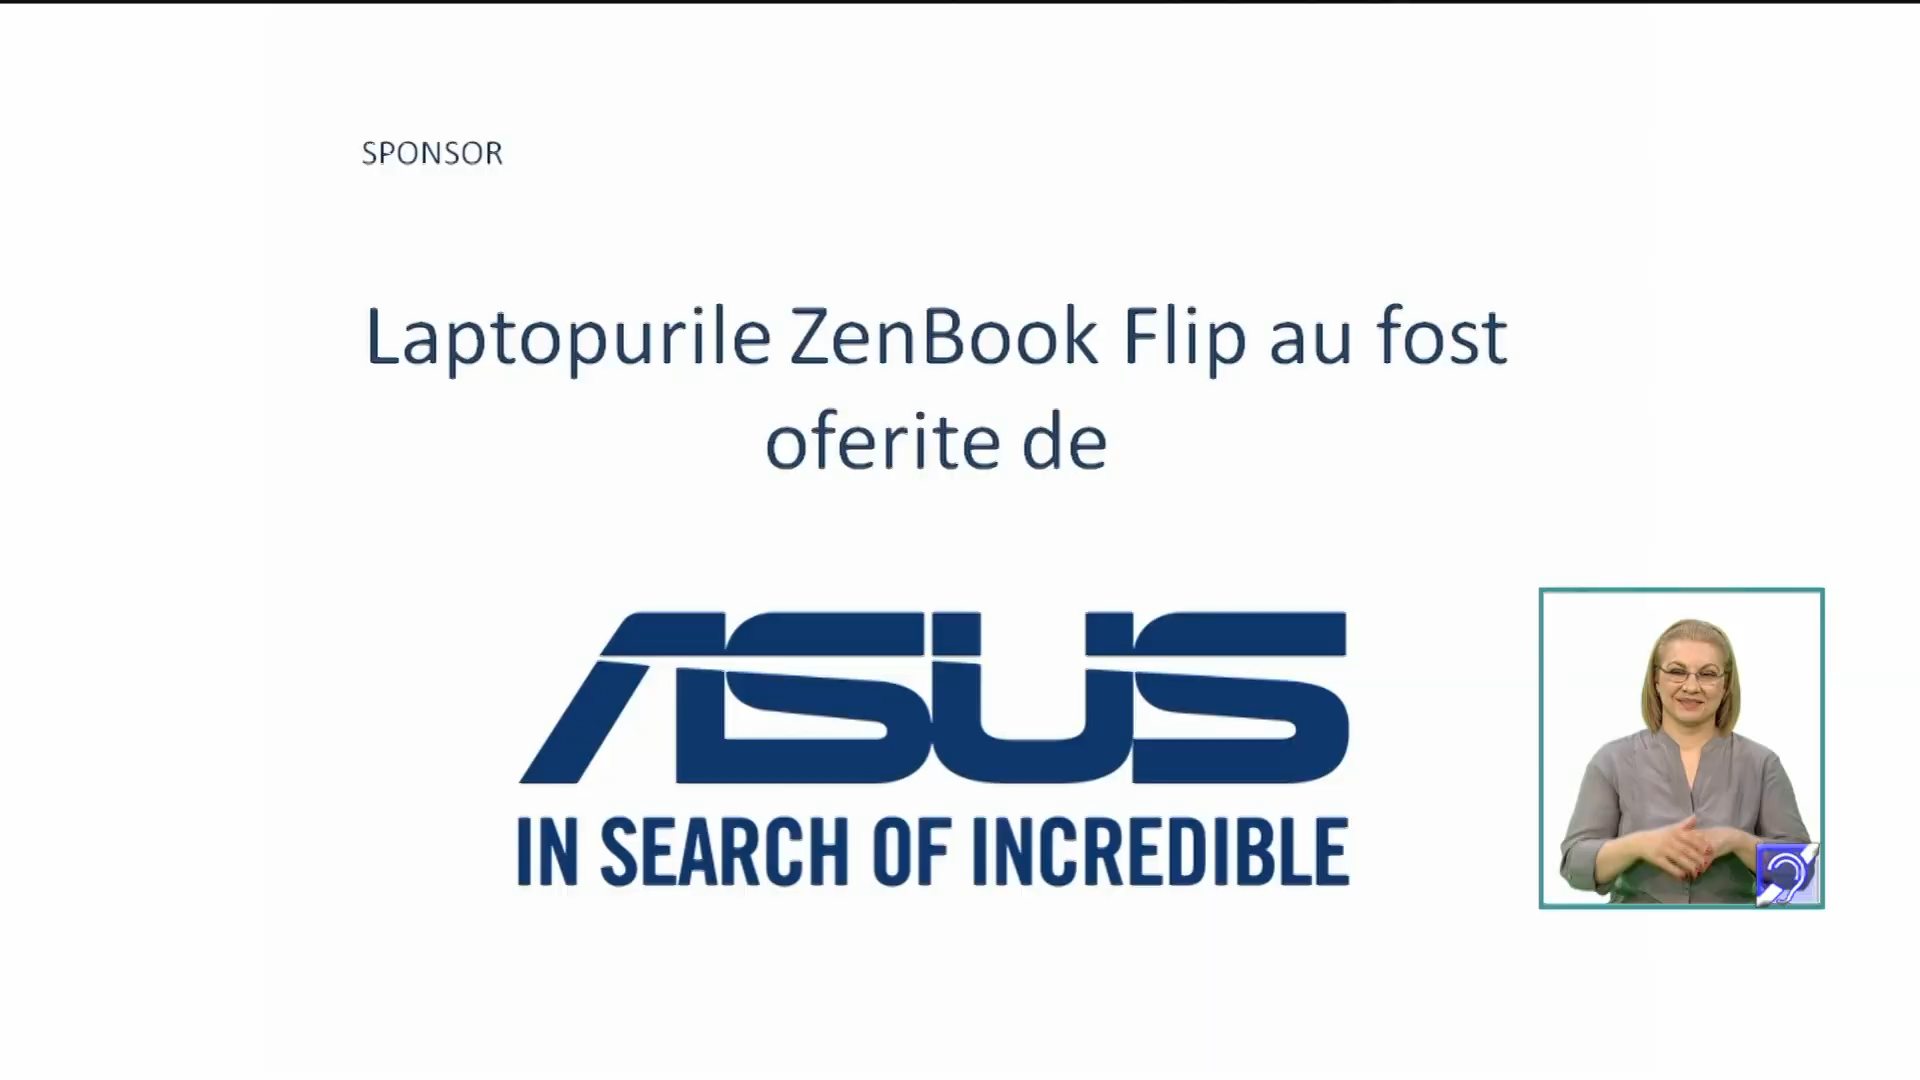 SPONSOR
Laptopurile ZenBook Flip au fost
oferite de
ASUS
IN SEARCH OF INCREDIBLE